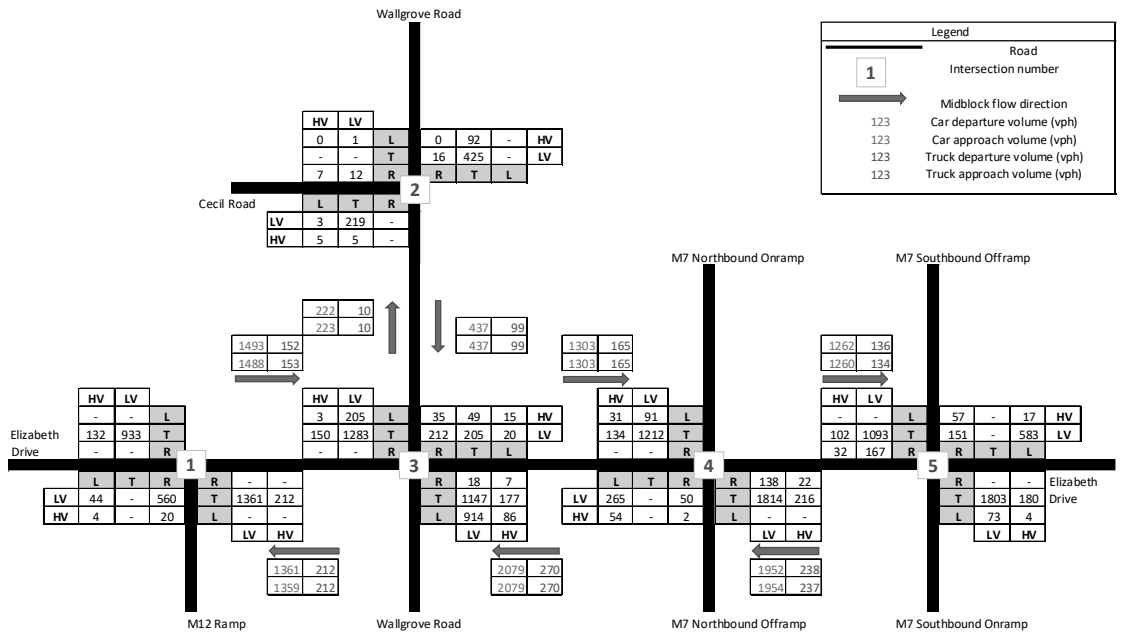 Wallgrove Road
Legend
Road
1 Intersection number
Midblock flow direction
123 Car departure volume (vph)
123 Car approach volume (vph)
123 Truck departure volume (vph)
123 Truck approach volume (vph)
HV LV
0 1 L 0 92 - HV
- - T 16 425 - LV
7 12 R R T L
2
Cecil Road
L T R
LV 3 219 -
HV 5 5 -
M7 Northbound Onramp
M7 Southbound Offramp
222 10
223 10
437 99
437 99
1493 152
1488 153
1303 165
1303 165
1262 136
1260 134
HV LV
- - L
132 933 T
- - R
Elizabeth
Drive
1
L T R
LV 44 - 560
HV 4 - 20
R - -
T 1361 212
L - -
LV HV
1361 212
1359 212
M12 Ramp
HV LV
3 205 L 35 49 15 HV
150 1283 T 212 205 20 LV
- - R R T L
3
R 18 7
T 1147 177
L 914 86
LV HV
2079 270
2079 270
Wallgrove Road
HV LV
31 91 L
134 1212 T
- - R
4
L T R
LV 265 - 50
HV 54 - 2
R 138 22
T 1814 216
L - -
LV HV
1952 238
1954 237
M7 Northbound Offramp
HV LV
- - L 57 - 17 HV
102 1093 T 151 - 583 LV
32 167 R R T L
5
Elizabeth
Drive
R - -
T 1803 180
L 73 4
LV HV
M7 Southbound Onramp